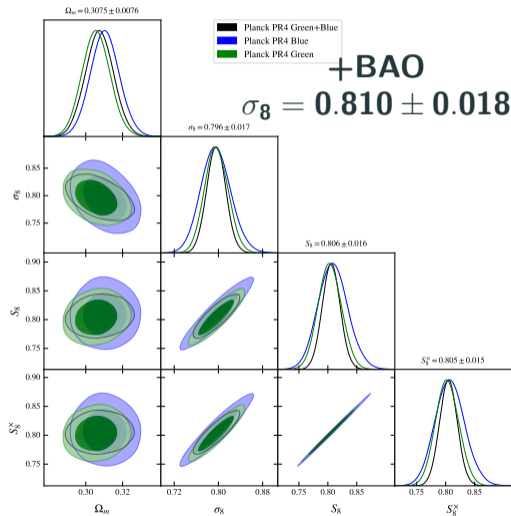 Ωₘ = 0.3075 ± 0.0076
Planck PR4 Green+Blue
Planck PR4 Blue
Planck PR4 Green
+BAO
σ₈ = 0.810 ± 0.018
σ₈ = 0.796 ± 0.017
0.85
σ₈
0.80
0.75
S₈ = 0.806 ± 0.016
0.90
0.85
S₈
0.80
0.75
S₈^× = 0.805 ± 0.015
0.90
0.85
S₈^×
0.80
0.75
0.30 0.32 0.72 0.80 0.88 0.75 0.80 0.85 0.75 0.80 0.85
Ωₘ σ₈ S₈ S₈^×